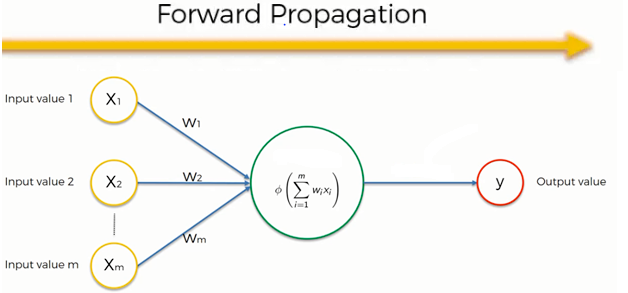 Forward Propagation
Input value 1
X1
W1
Input value 2
X2
W2
ϕ ( m ∑ i=1 wixi )
y
Output value
Wm
Input value m
Xm